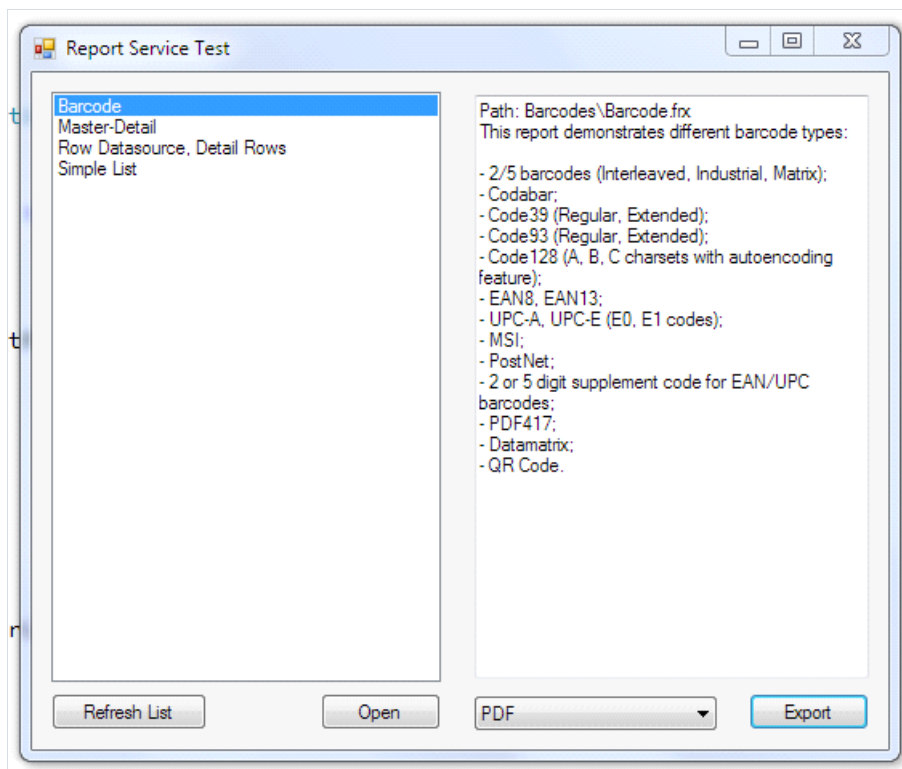 Report Service Test
Barcode
Master-Detail
Row Datasource, Detail Rows
Simple List
Path: Barcodes\Barcode.frx
This report demonstrates different barcode types:
- 2/5 barcodes (Interleaved, Industrial, Matrix);
- Codabar;
- Code39 (Regular, Extended);
- Code93 (Regular, Extended);
- Code128 (A, B, C charsets with autoencoding
feature);
- EAN8, EAN13;
- UPC-A, UPC-E (E0, E1 codes);
- MSI;
- PostNet;
- 2 or 5 digit supplement code for EAN/UPC
barcodes;
- PDF417;
- Datamatrix;
- QR Code.
Refresh List
Open
PDF
Export